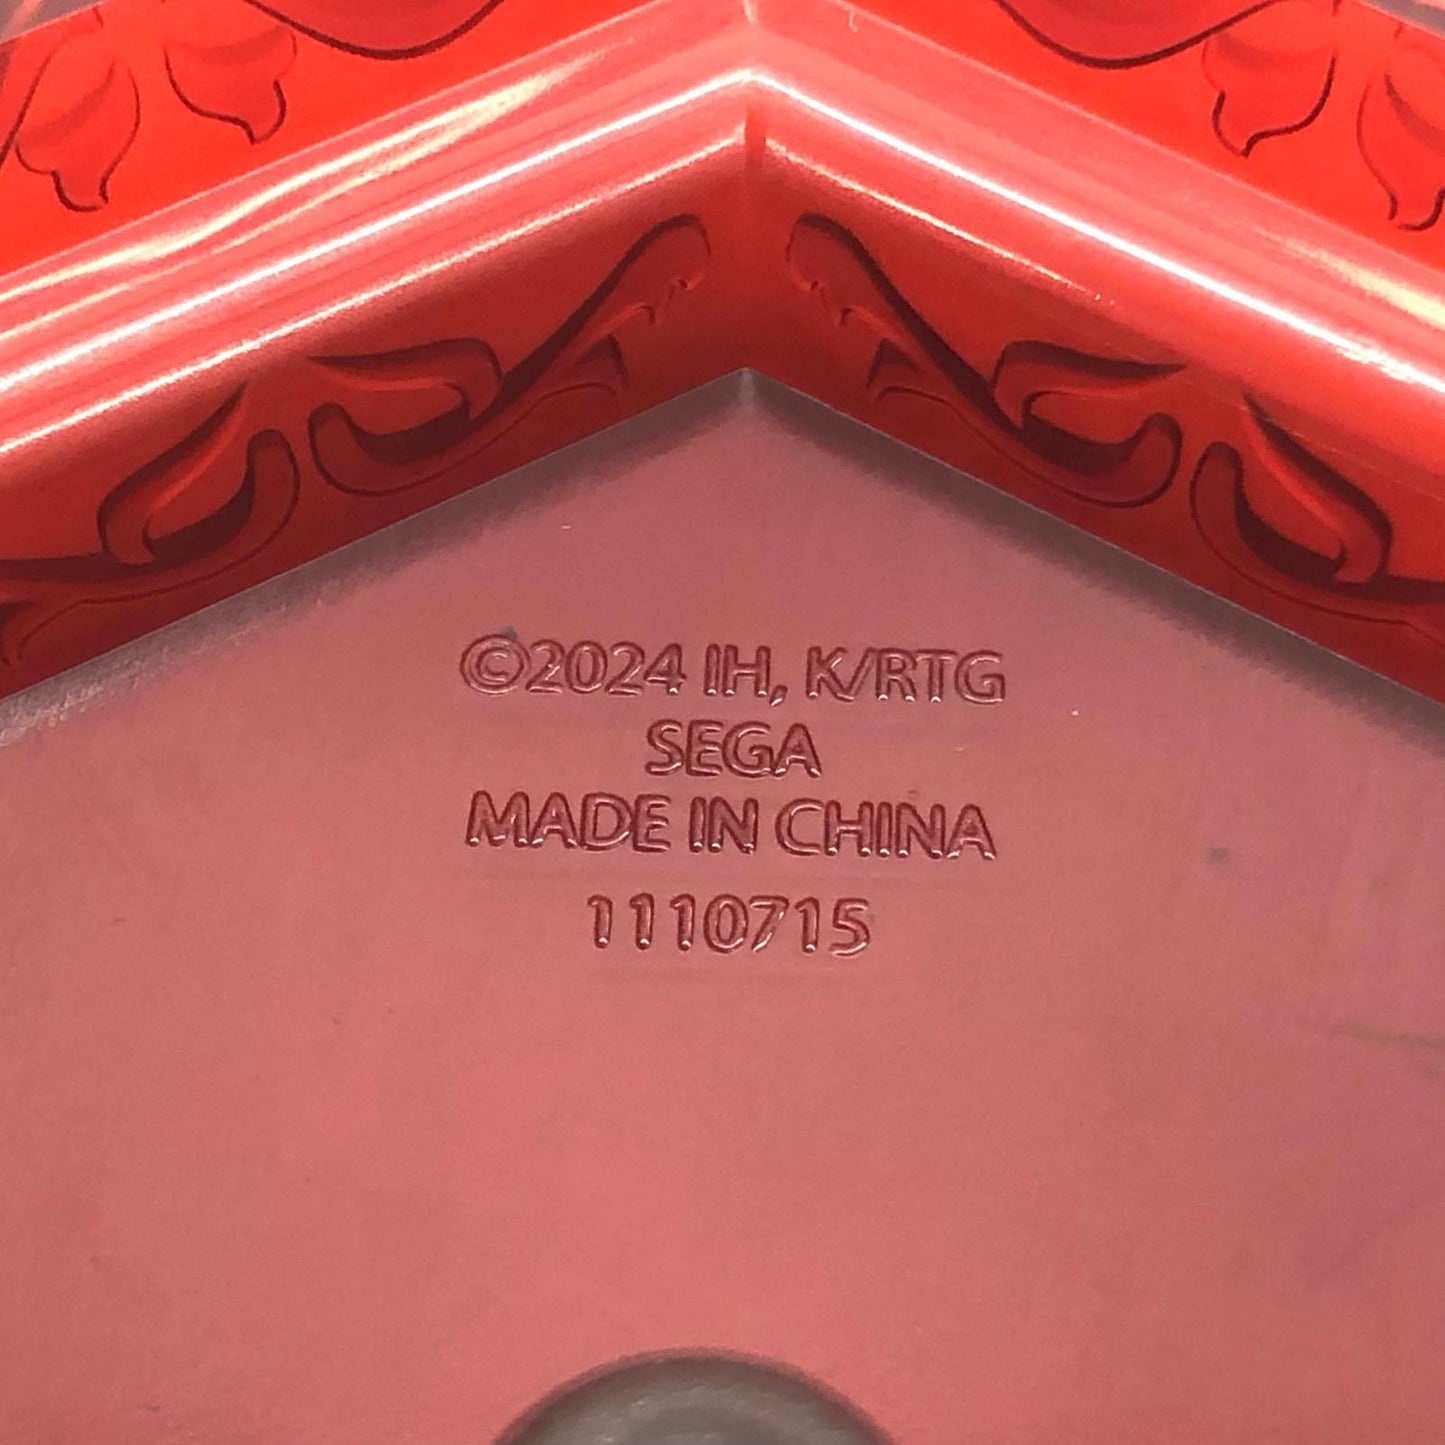 ©2024 IH, K/RTG
SEGA
MADE IN CHINA
1110715